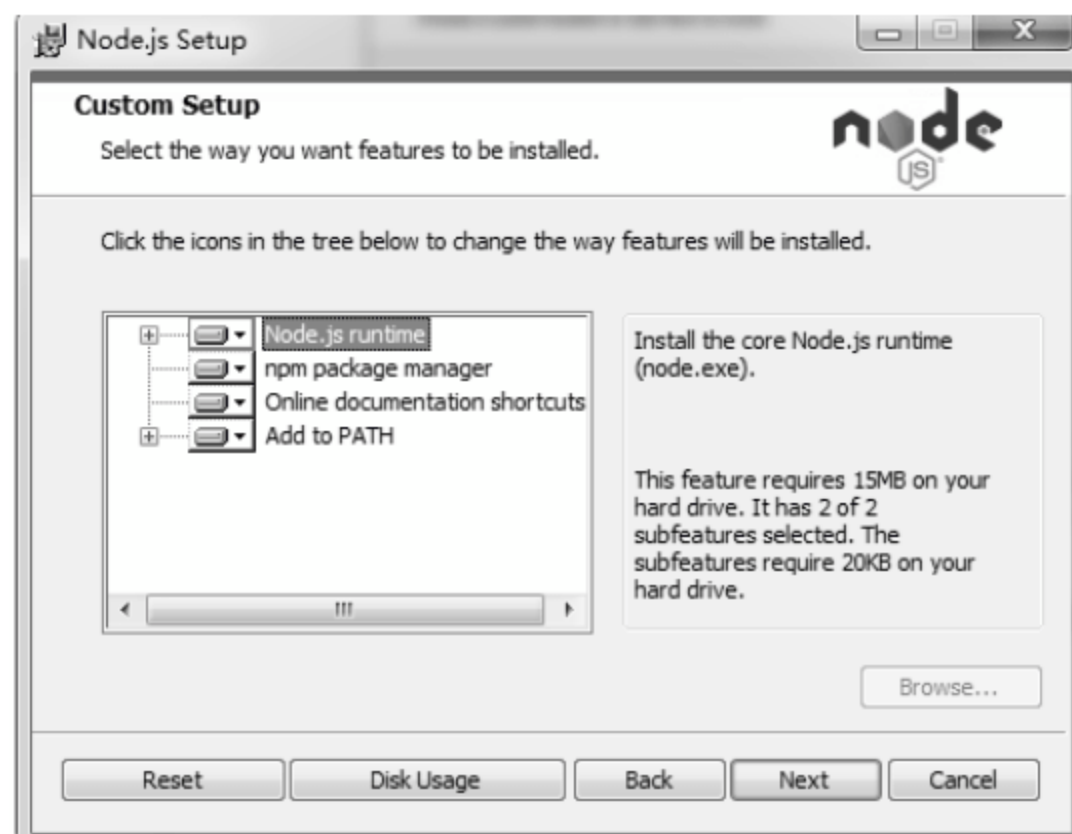 Node.js Setup
Custom Setup
Select the way you want features to be installed.
node
JS
Click the icons in the tree below to change the way features will be installed.
Node.js runtime
npm package manager
Online documentation shortcuts
Add to PATH
Install the core Node.js runtime
(node.exe).
This feature requires 15MB on your
hard drive. It has 2 of 2
subfeatures selected. The
subfeatures require 20KB on your
hard drive.
Browse...
Reset
Disk Usage
Back
Next
Cancel